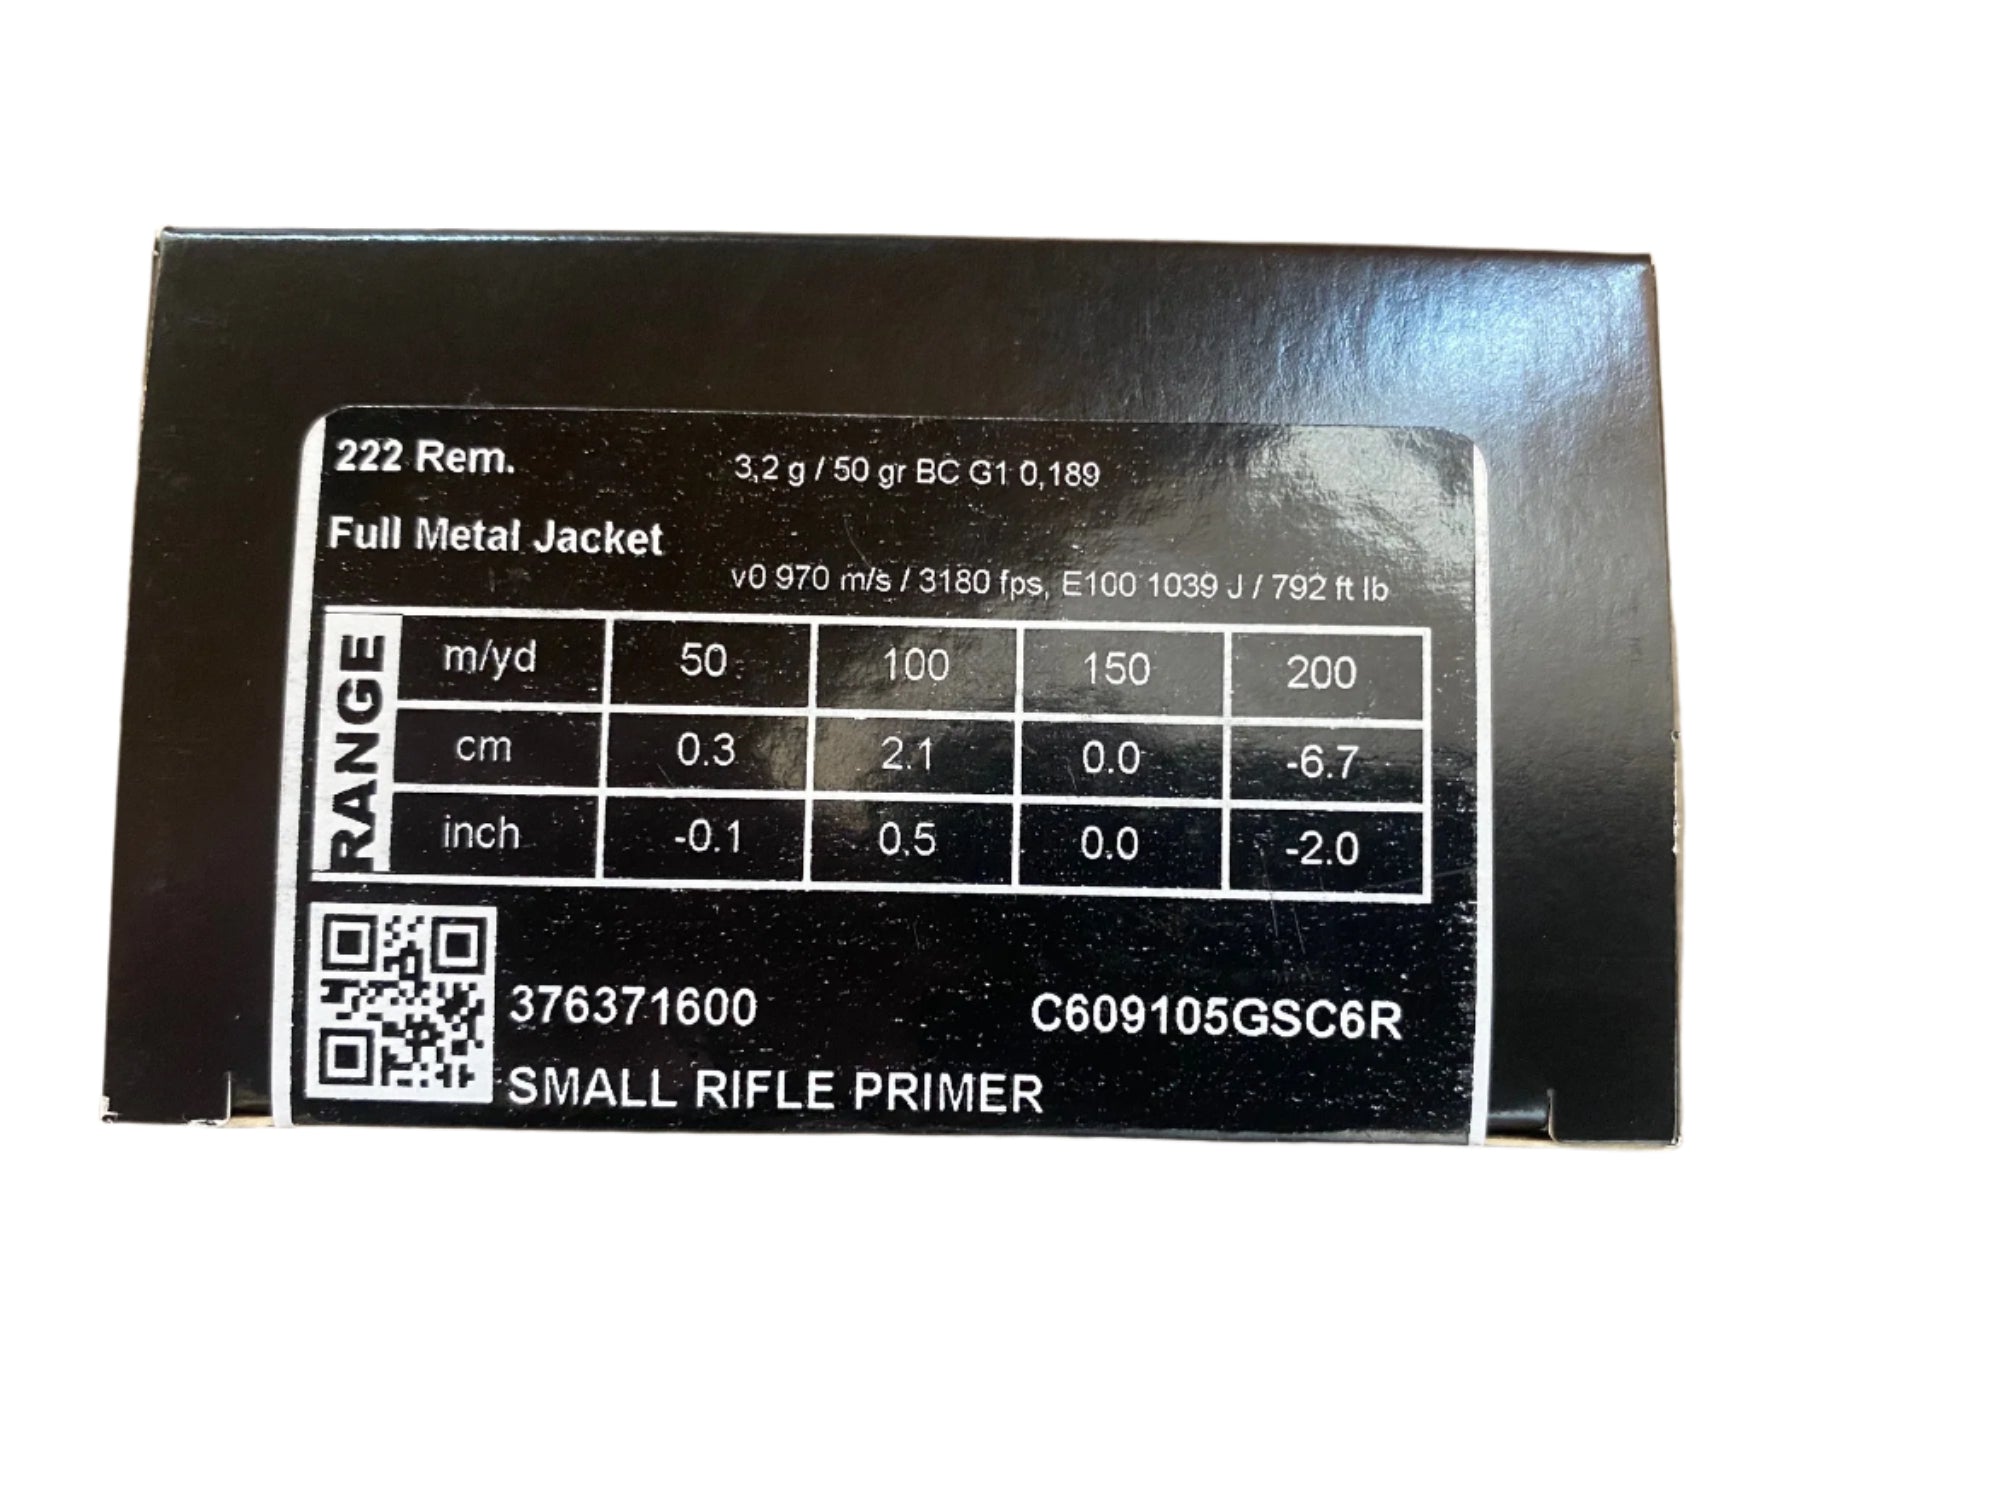 222 Rem.
3,2 g / 50 gr BC G1 0,189
Full Metal Jacket
v0 970 m/s / 3180 fps, E100 1039 J / 792 ft lb
RANGE
m/yd 50 100 150 200
cm 0.3 2.1 0.0 -6.7
inch -0.1 0.5 0.0 -2.0
376371600 C609105GSC6R
SMALL RIFLE PRIMER